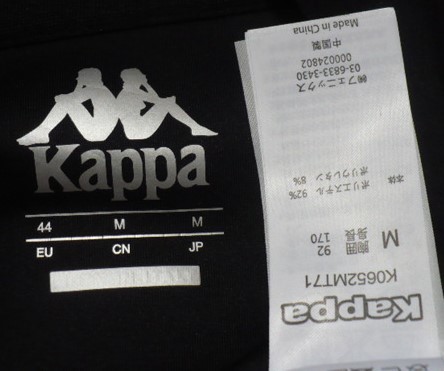 Kappa
44 M M
EU CN JP
Kappa
K0652MT71
M
胸囲 92
身長 170
本体 ポリエステル 92%
ポリウレタン 8%
㈱フェニックス
03-6833-3430
000024802
中国製
Made in China